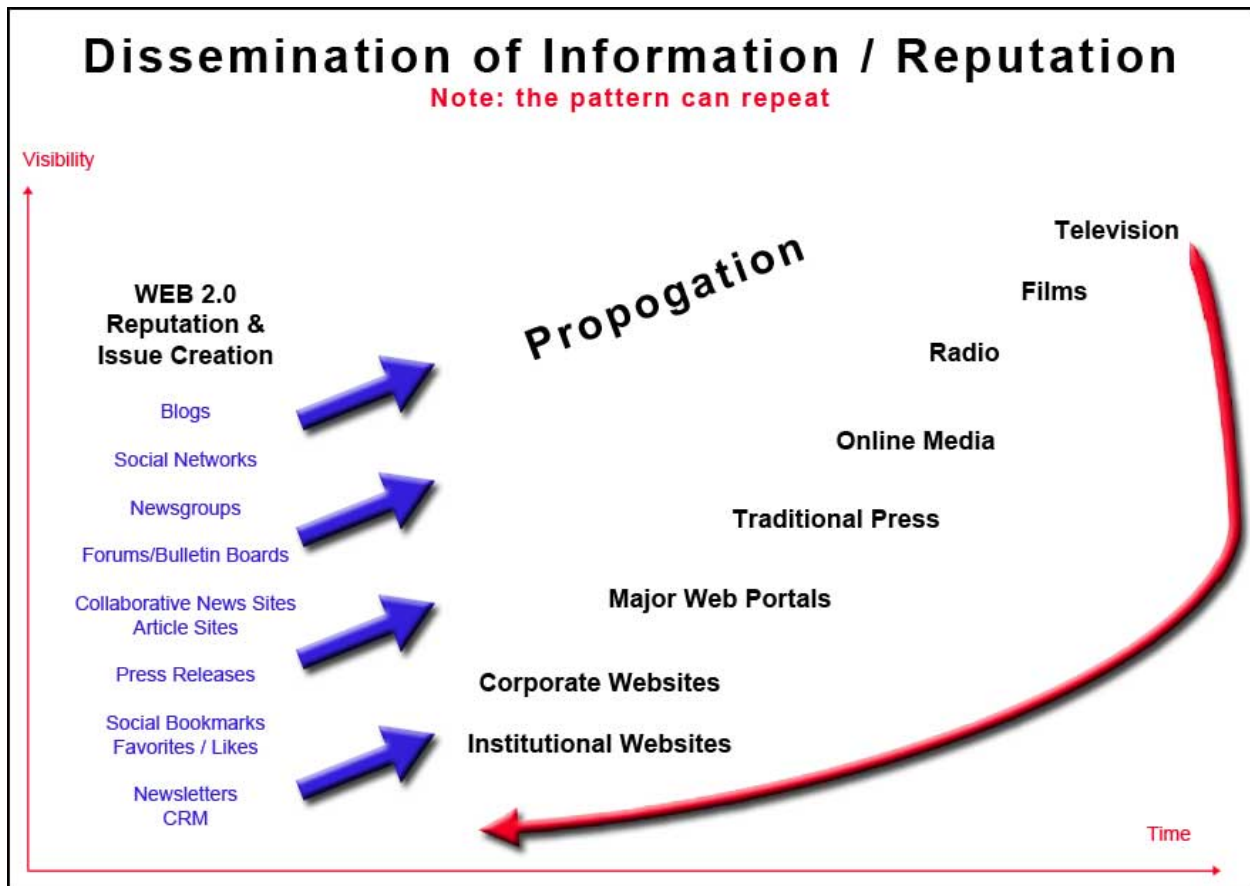 Dissemination of Information / Reputation
Note: the pattern can repeat
Visibility
WEB 2.0
Reputation &
Issue Creation
Blogs
Social Networks
Newsgroups
Forums/Bulletin Boards
Collaborative News Sites
Article Sites
Press Releases
Social Bookmarks
Favorites / Likes
Newsletters
CRM
Propogation
Television
Films
Radio
Online Media
Traditional Press
Major Web Portals
Corporate Websites
Institutional Websites
Time